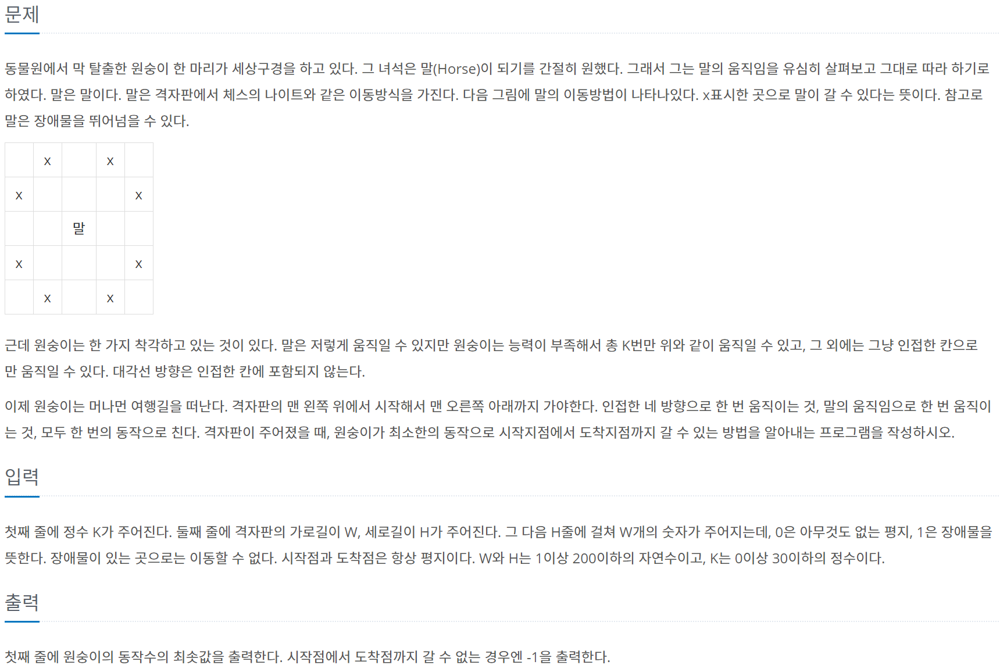 문제
동물원에서 막 탈출한 원숭이 한 마리가 세상구경을 하고 있다. 그 녀석은 말(Horse)이 되기를 간절히 원했다. 그래서 그는 말의 움직임을 유심히 살펴보고 그대로 따라 하기로
하였다. 말은 말이다. 말은 격자판에서 체스의 나이트와 같은 이동방식을 가진다. 다음 그림에 말의 이동방법이 나타나있다. x표시한 곳으로 말이 갈 수 있다는 뜻이다. 참고로
말은 장애물을 뛰어넘을 수 있다.
x x
x x
말
x x
x x
근데 원숭이는 한 가지 착각하고 있는 것이 있다. 말은 저렇게 움직일 수 있지만 원숭이는 능력이 부족해서 총 K번만 위와 같이 움직일 수 있고, 그 외에는 그냥 인접한 칸으로
만 움직일 수 있다. 대각선 방향은 인접한 칸에 포함되지 않는다.
이제 원숭이는 머나먼 여행길을 떠난다. 격자판의 맨 왼쪽 위에서 시작해서 맨 오른쪽 아래까지 가야한다. 인접한 네 방향으로 한 번 움직이는 것, 말의 움직임으로 한 번 움직이
는 것, 모두 한 번의 동작으로 친다. 격자판이 주어졌을 때, 원숭이가 최소한의 동작으로 시작지점에서 도착지점까지 갈 수 있는 방법을 알아내는 프로그램을 작성하시오.
입력
첫째 줄에 정수 K가 주어진다. 둘째 줄에 격자판의 가로길이 W, 세로길이 H가 주어진다. 그 다음 H줄에 걸쳐 W개의 숫자가 주어지는데, 0은 아무것도 없는 평지, 1은 장애물을
뜻한다. 장애물이 있는 곳으로는 이동할 수 없다. 시작점과 도착점은 항상 평지이다. W와 H는 1이상 200이하의 자연수이고, K는 0이상 30이하의 정수이다.
출력
첫째 줄에 원숭이의 동작수의 최솟값을 출력한다. 시작점에서 도착점까지 갈 수 없는 경우엔 -1을 출력한다.